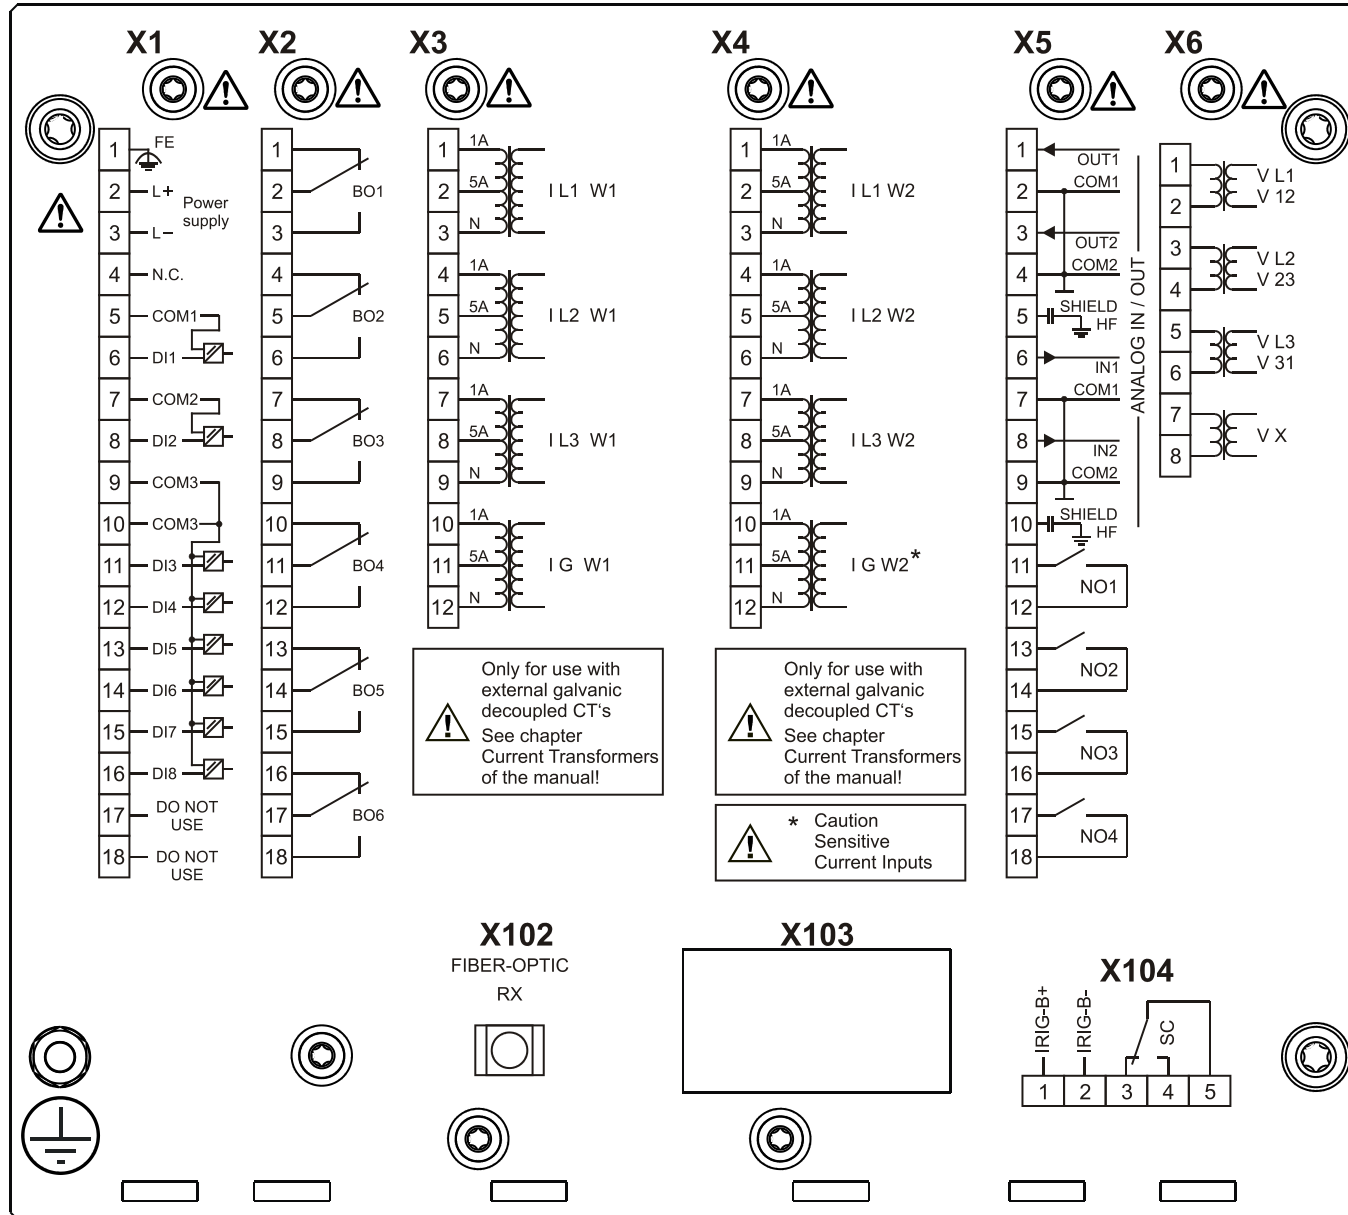 X1
X2
X3
X4
X5
X6
1 FE
2 L+
Power
supply
3 L–
4 N.C.
5 COM1
6 DI1
7 COM2
8 DI2
9 COM3
10 COM3
11 DI3
12 DI4
13 DI5
14 DI6
15 DI7
16 DI8
17 DO NOT
USE
18 DO NOT
USE
1
2 BO1
3
4
5 BO2
6
7
8 BO3
9
10
11 BO4
12
13
14 BO5
15
16
17 BO6
18
1 1A
2 5A I L1 W1
3 N
4 1A
5 5A I L2 W1
6 N
7 1A
8 5A I L3 W1
9 N
10 1A
11 5A I G W1
12 N
Only for use with
external galvanic
decoupled CT‘s
See chapter
Current Transformers
of the manual!
1 1A
2 5A I L1 W2
3 N
4 1A
5 5A I L2 W2
6 N
7 1A
8 5A I L3 W2
9 N
10 1A
11 5A I G W2*
12 N
Only for use with
external galvanic
decoupled CT‘s
See chapter
Current Transformers
of the manual!
* Caution
Sensitive
Current Inputs
1 OUT1
2 COM1
3 OUT2
4 COM2
5 SHIELD
HF
6 IN1
7 COM1
8 IN2
9 COM2
10 SHIELD
HF
ANALOG IN / OUT
11
NO1
12
13
NO2
14
15
NO3
16
17
NO4
18
1 V L1
2 V 12
3 V L2
4 V 23
5 V L3
6 V 31
7
V X
8
X102
FIBER-OPTIC
RX
X103
X104
IRIG-B+
IRIG-B-
SC
1 2 3 4 5